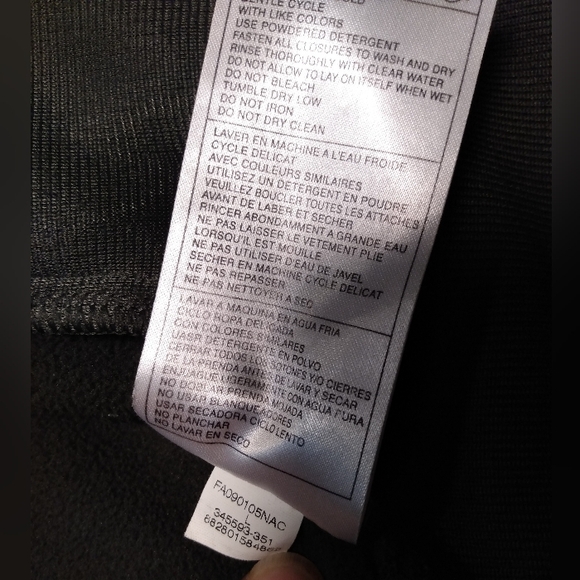 GENTLE CYCLE
WITH LIKE COLORS
USE POWDERED DETERGENT
FASTEN ALL CLOSURES TO WASH AND DRY
RINSE THOROUGHLY WITH CLEAR WATER
DO NOT ALLOW TO LAY ON ITSELF WHEN WET
DO NOT BLEACH
TUMBLE DRY LOW
DO NOT IRON
DO NOT DRY CLEAN
LAVER EN MACHINE A L'EAU FROIDE
CYCLE DELICAT
AVEC COULEURS SIMILAIRES
UTILISEZ UN DETERGENT EN POUDRE
VEUILLEZ BOUCLER TOUTES LES ATTACHES
AVANT DE LABER ET SECHER
RINCER ABONDAMMENT A GRANDE EAU
NE PAS LAISSER LE VETEMENT PLIE
LORSQU'IL EST MOUILLE
NE PAS UTILISER D'EAU DE JAVEL
SECHER EN MACHINE CYCLE DELICAT
NE PAS REPASSER
NE PAS NETTOYER A SEC
LAVAR A MAQUINA EN AGUA FRIA
CICLO ROPA DELICADA
CON COLORES SIMILARES
UASR DETERGENTE EN POLVO
CERRAR TODOS LOS BOTONES Y/O CIERRES
DE LA PRENDA ANTES DE LAVAR Y SECAR
ENJUAGUE LIGERAMENTE CON AGUA PURA
NO DOBLAR PRENDA MOJADA
NO USAR BLANQUEADORES
USAR SECADORA CICLO LENTO
NO PLANCHAR
NO LAVAR EN SECO
FA090105NAC
L
345593-351